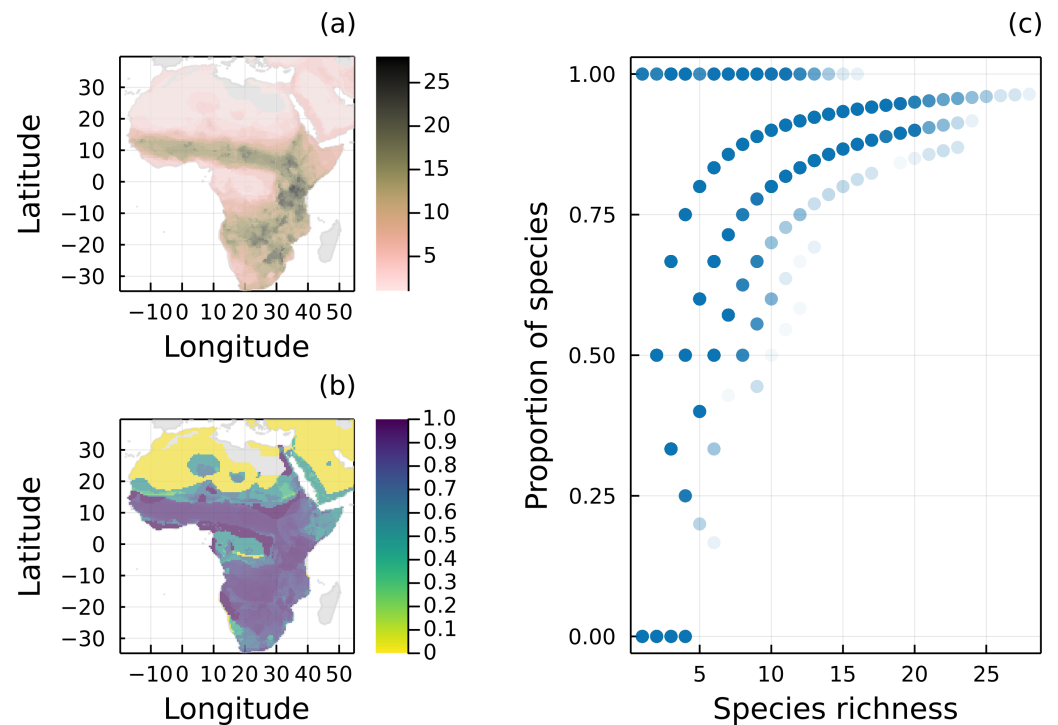 (a)
30
20
10
0
−10
−20
−30
Latitude
−10 0 10 20 30 40 50
Longitude
25
20
15
10
5
(b)
30
20
10
0
−10
−20
−30
Latitude
−10 0 10 20 30 40 50
Longitude
1.0
0.9
0.8
0.7
0.6
0.5
0.4
0.3
0.2
0.1
0
(c)
1.00
0.75
0.50
0.25
0.00
Proportion of species
5 10 15 20 25
Species richness